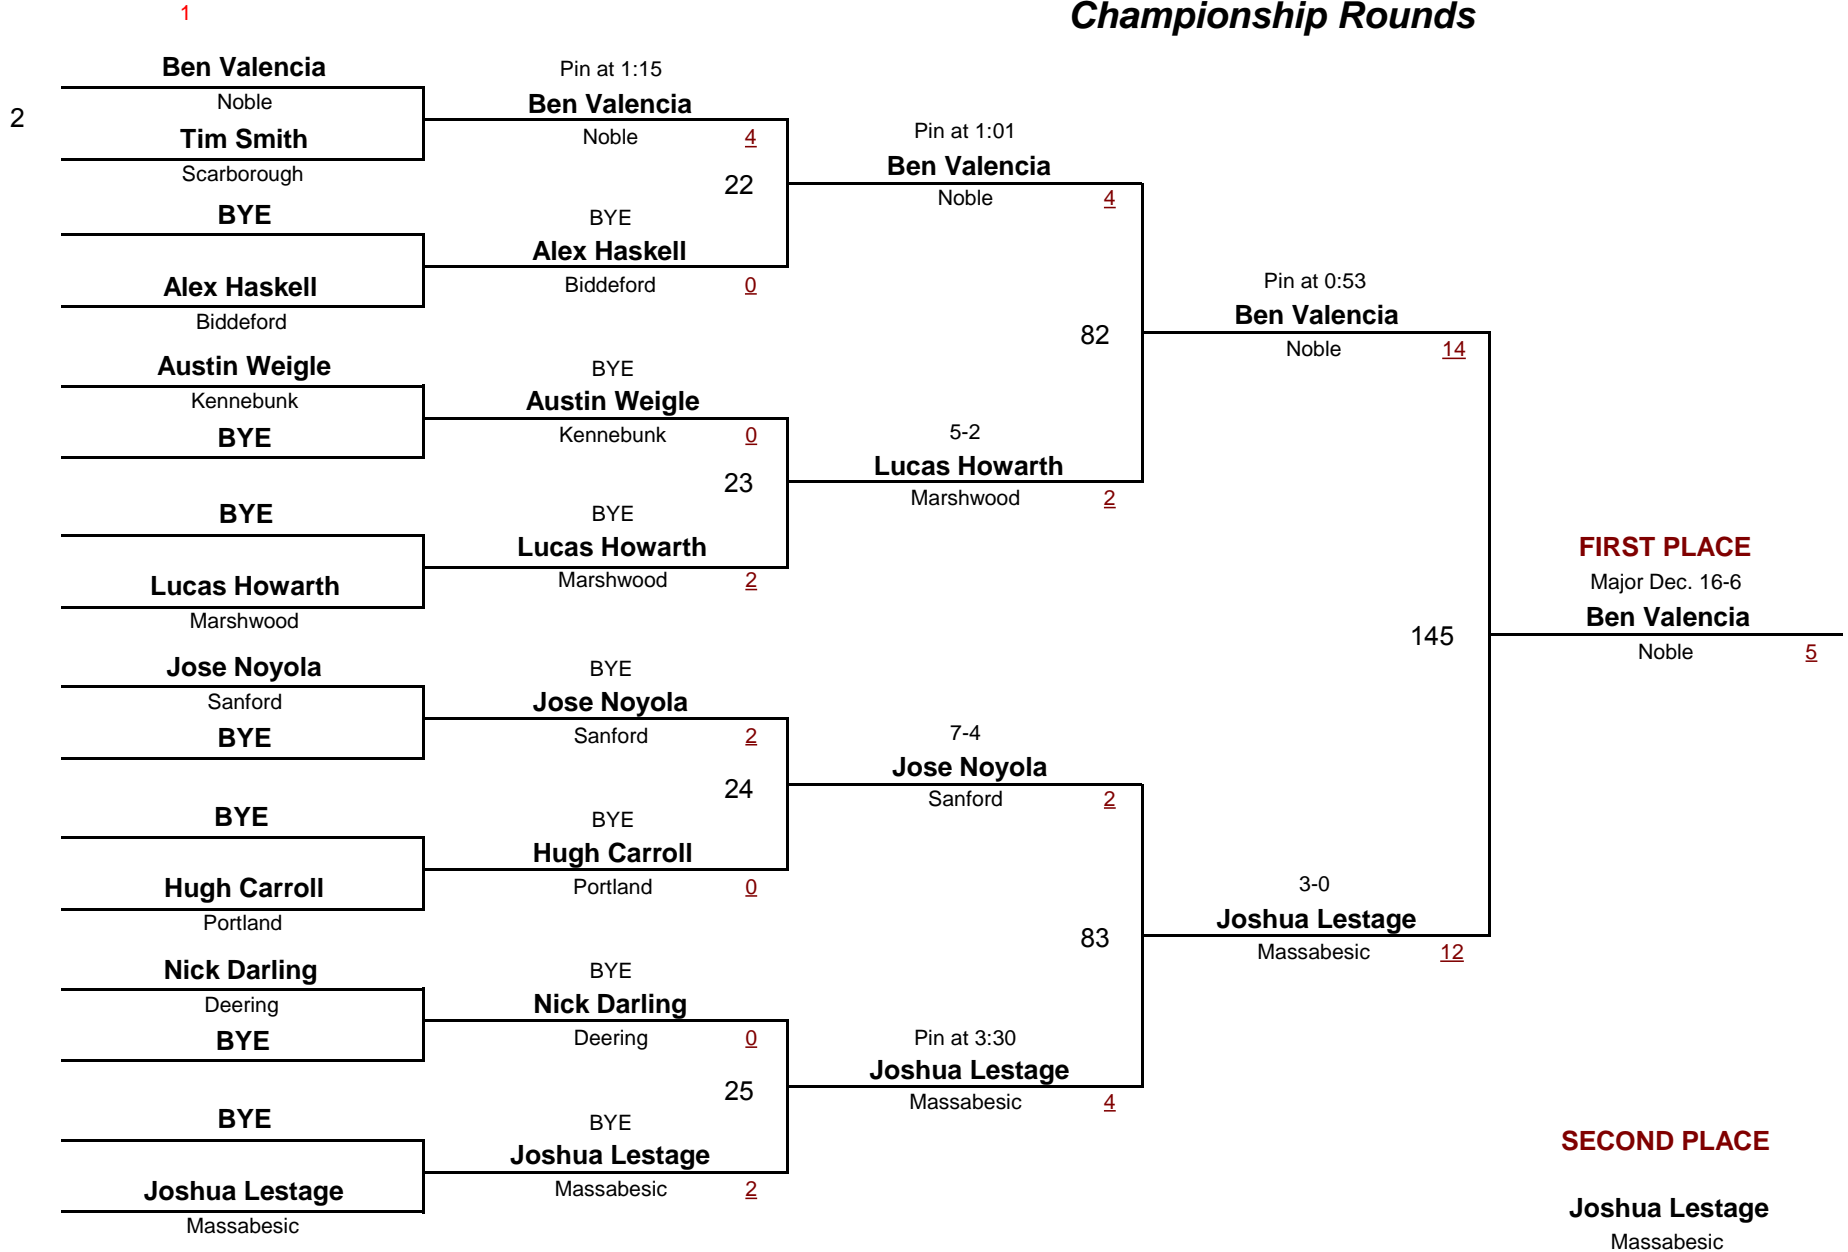 1
Championship Rounds
Ben Valencia
Noble
2
Tim Smith
Scarborough
BYE
Alex Haskell
Biddeford
Austin Weigle
Kennebunk
BYE
BYE
Lucas Howarth
Marshwood
Jose Noyola
Sanford
BYE
BYE
Hugh Carroll
Portland
Nick Darling
Deering
BYE
BYE
Joshua Lestage
Massabesic
Pin at 1:15
Ben Valencia
Noble 4
22
BYE
Alex Haskell
Biddeford 0
BYE
Austin Weigle
Kennebunk 0
23
BYE
Lucas Howarth
Marshwood 2
BYE
Jose Noyola
Sanford 2
24
BYE
Hugh Carroll
Portland 0
BYE
Nick Darling
Deering 0
25
BYE
Joshua Lestage
Massabesic 2
Pin at 1:01
Ben Valencia
Noble 4
82
5-2
Lucas Howarth
Marshwood 2
7-4
Jose Noyola
Sanford 2
83
Pin at 3:30
Joshua Lestage
Massabesic 4
Pin at 0:53
Ben Valencia
Noble 14
145
3-0
Joshua Lestage
Massabesic 12
FIRST PLACE
Major Dec. 16-6
Ben Valencia
Noble 5
SECOND PLACE
Joshua Lestage
Massabesic